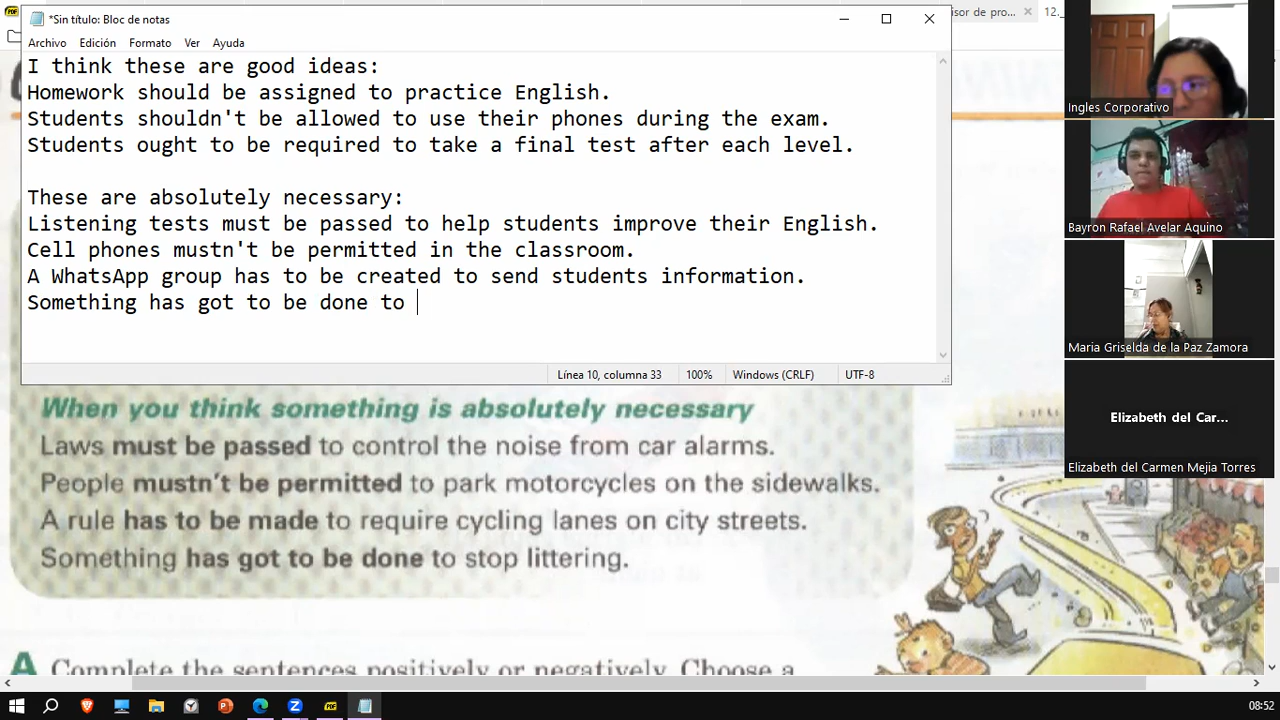 *Sin título: Bloc de notas
isor de pro...
12._
Archivo Edición Formato Ver Ayuda
I think these are good ideas:
Homework should be assigned to practice English.
Students shouldn't be allowed to use their phones during the exam.
Students ought to be required to take a final test after each level.
These are absolutely necessary:
Listening tests must be passed to help students improve their English.
Cell phones mustn't be permitted in the classroom.
A WhatsApp group has to be created to send students information.
Something has got to be done to
Línea 10, columna 33 100% Windows (CRLF) UTF-8
When you think something is absolutely necessary
Laws must be passed to control the noise from car alarms.
People mustn't be permitted to park motorcycles on the sidewalks.
A rule has to be made to require cycling lanes on city streets.
Something has got to be done to stop littering.
A Complete the sentences positively or negatively. Choose a
Ingles Corporativo
Bayron Rafael Avelar Aquino
Maria Griselda de la Paz Zamora
Elizabeth del Car...
Elizabeth del Carmen Mejia Torres
08:52